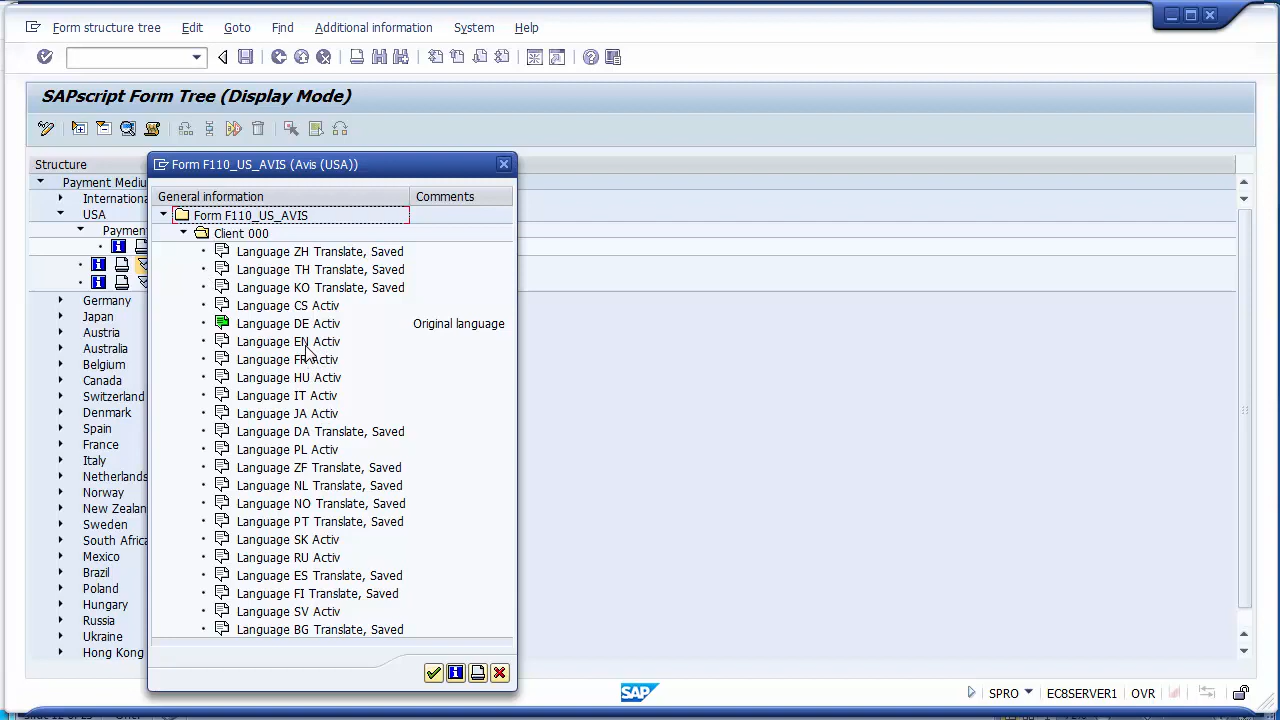 Form structure tree Edit Goto Find Additional information System Help
SAPscript Form Tree (Display Mode)
Structure
Form F110_US_AVIS (Avis (USA))
General information Comments
Form F110_US_AVIS
Client 000
Language ZH Translate, Saved
Language TH Translate, Saved
Language KO Translate, Saved
Language CS Activ
Language DE Activ Original language
Language EN Activ
Language FR Activ
Language HU Activ
Language IT Activ
Language JA Activ
Language DA Translate, Saved
Language PL Activ
Language ZF Translate, Saved
Language NL Translate, Saved
Language NO Translate, Saved
Language PT Translate, Saved
Language SK Activ
Language RU Activ
Language ES Translate, Saved
Language FI Translate, Saved
Language SV Activ
Language BG Translate, Saved
Payment Mediu
Internationa
USA
Paymen
Germany
Japan
Austria
Australia
Belgium
Canada
Switzerland
Denmark
Spain
France
Italy
Netherlands
Norway
New Zealan
Sweden
South Africa
Mexico
Brazil
Poland
Hungary
Russia
Ukraine
Hong Kong
SAP
SPRO ECGSERVER1 OVR